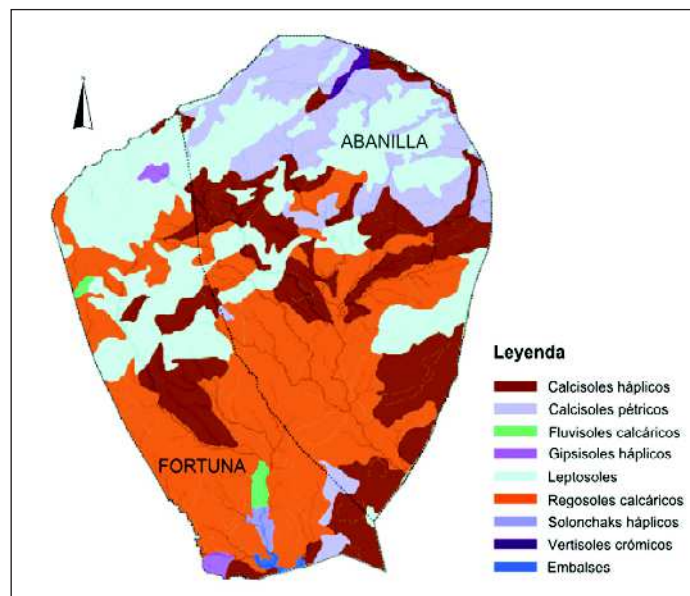 ABANILLA
Leyenda
Calcisoles háplicos
Calcisoles pétricos
Fluvisoles calcáricos
Gipsisoles háplicos
Leptosoles
FORTUNA
Regosoles calcáricos
Solonchaks háplicos
Vertisoles crómicos
Embalses